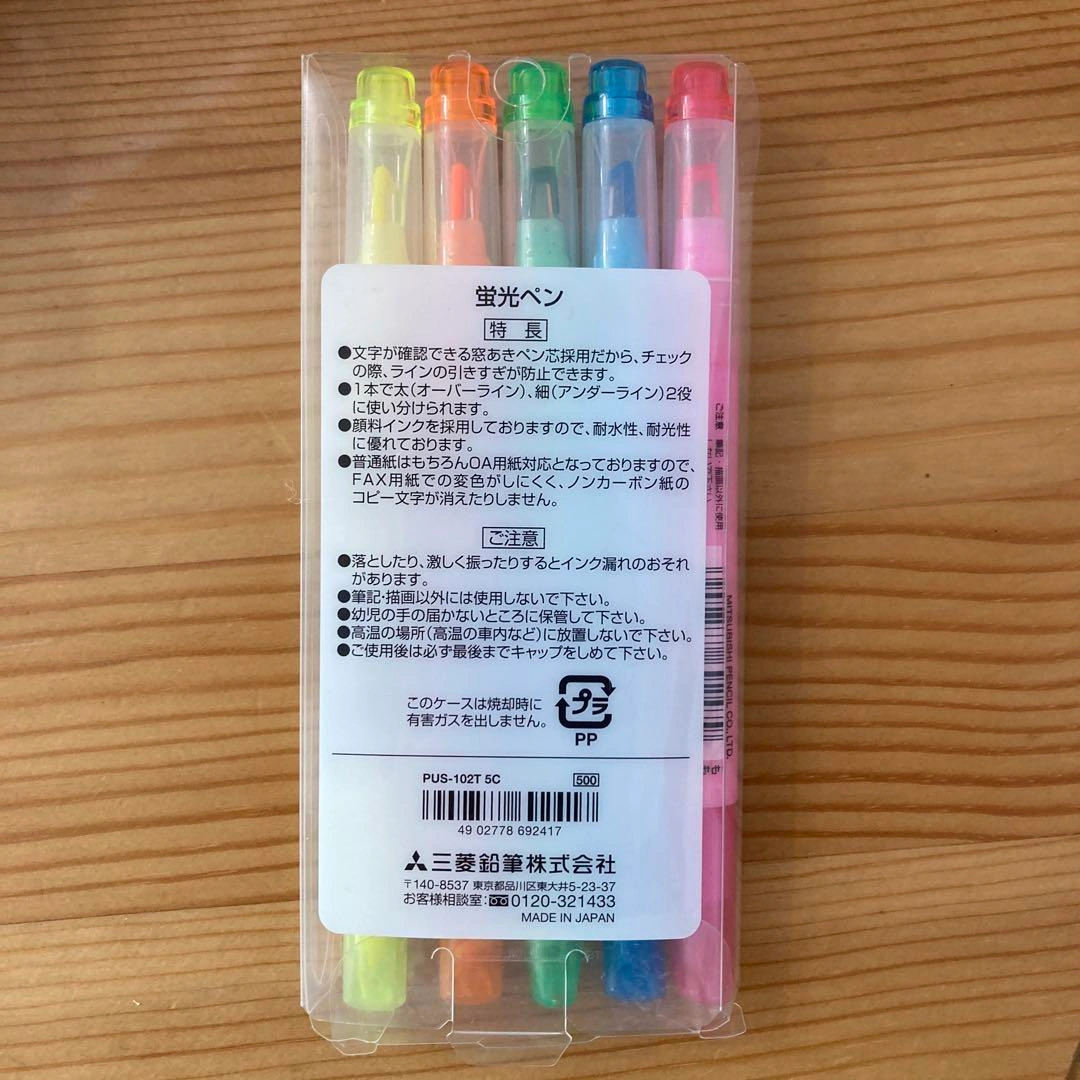 蛍光ペン
特長
●文字が確認できる窓あきペン芯採用だから、チェック
の際、ラインの引きすぎが防止できます。
●1本で太(オーバーライン)、細(アンダーライン)2役
に使い分けられます。
●顔料インクを採用しておりますので、耐水性、耐光性
に優れております。
●普通紙はもちろんOA用紙対応となっておりますので、
FAX用紙での変色がしにくく、ノンカーボン紙の
コピー文字が消えたりしません。
ご注意
●落としたり、激しく振ったりするとインク漏れのおそれ
があります。
●筆記・描画以外には使用しないで下さい。
●幼児の手の届かないところに保管して下さい。
●高温の場所(高温の車内など)に放置しないで下さい。
●ご使用後は必ず最後までキャップをしめて下さい。
このケースは焼却時に
有害ガスを出しません。
プラ
PP
PUS-102T 5C 500
49 02778 692417
三菱鉛筆株式会社
〒140-8537 東京都品川区東大井5-23-37
お客様相談室:0120-321433
MADE IN JAPAN
ご注意 筆記・描画以外に使用
MITSUBISHI PENCIL CO., LTD.